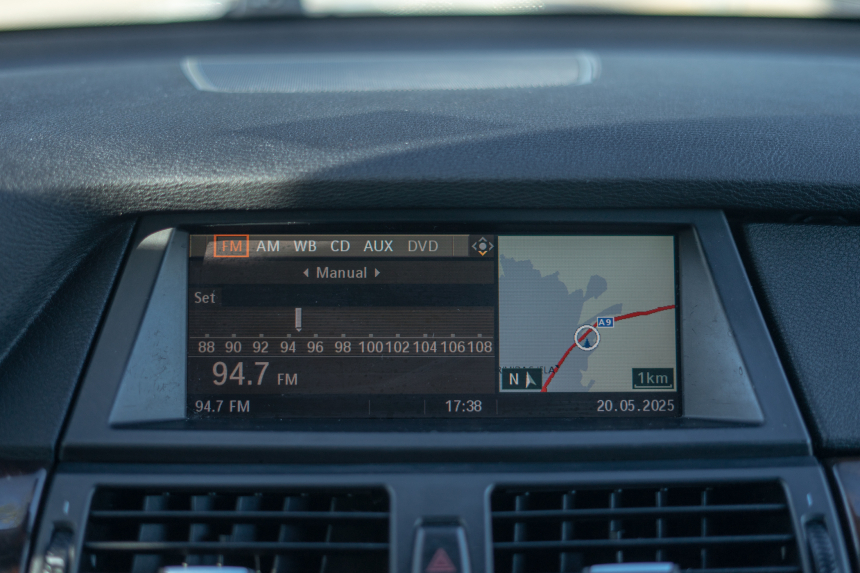 FM AM WB CD AUX DVD
Manual
Set
88 90 92 94 96 98 100 102 104 106 108
94.7 FM
94.7 FM 17:38 20.05.2025
A9
N 1km